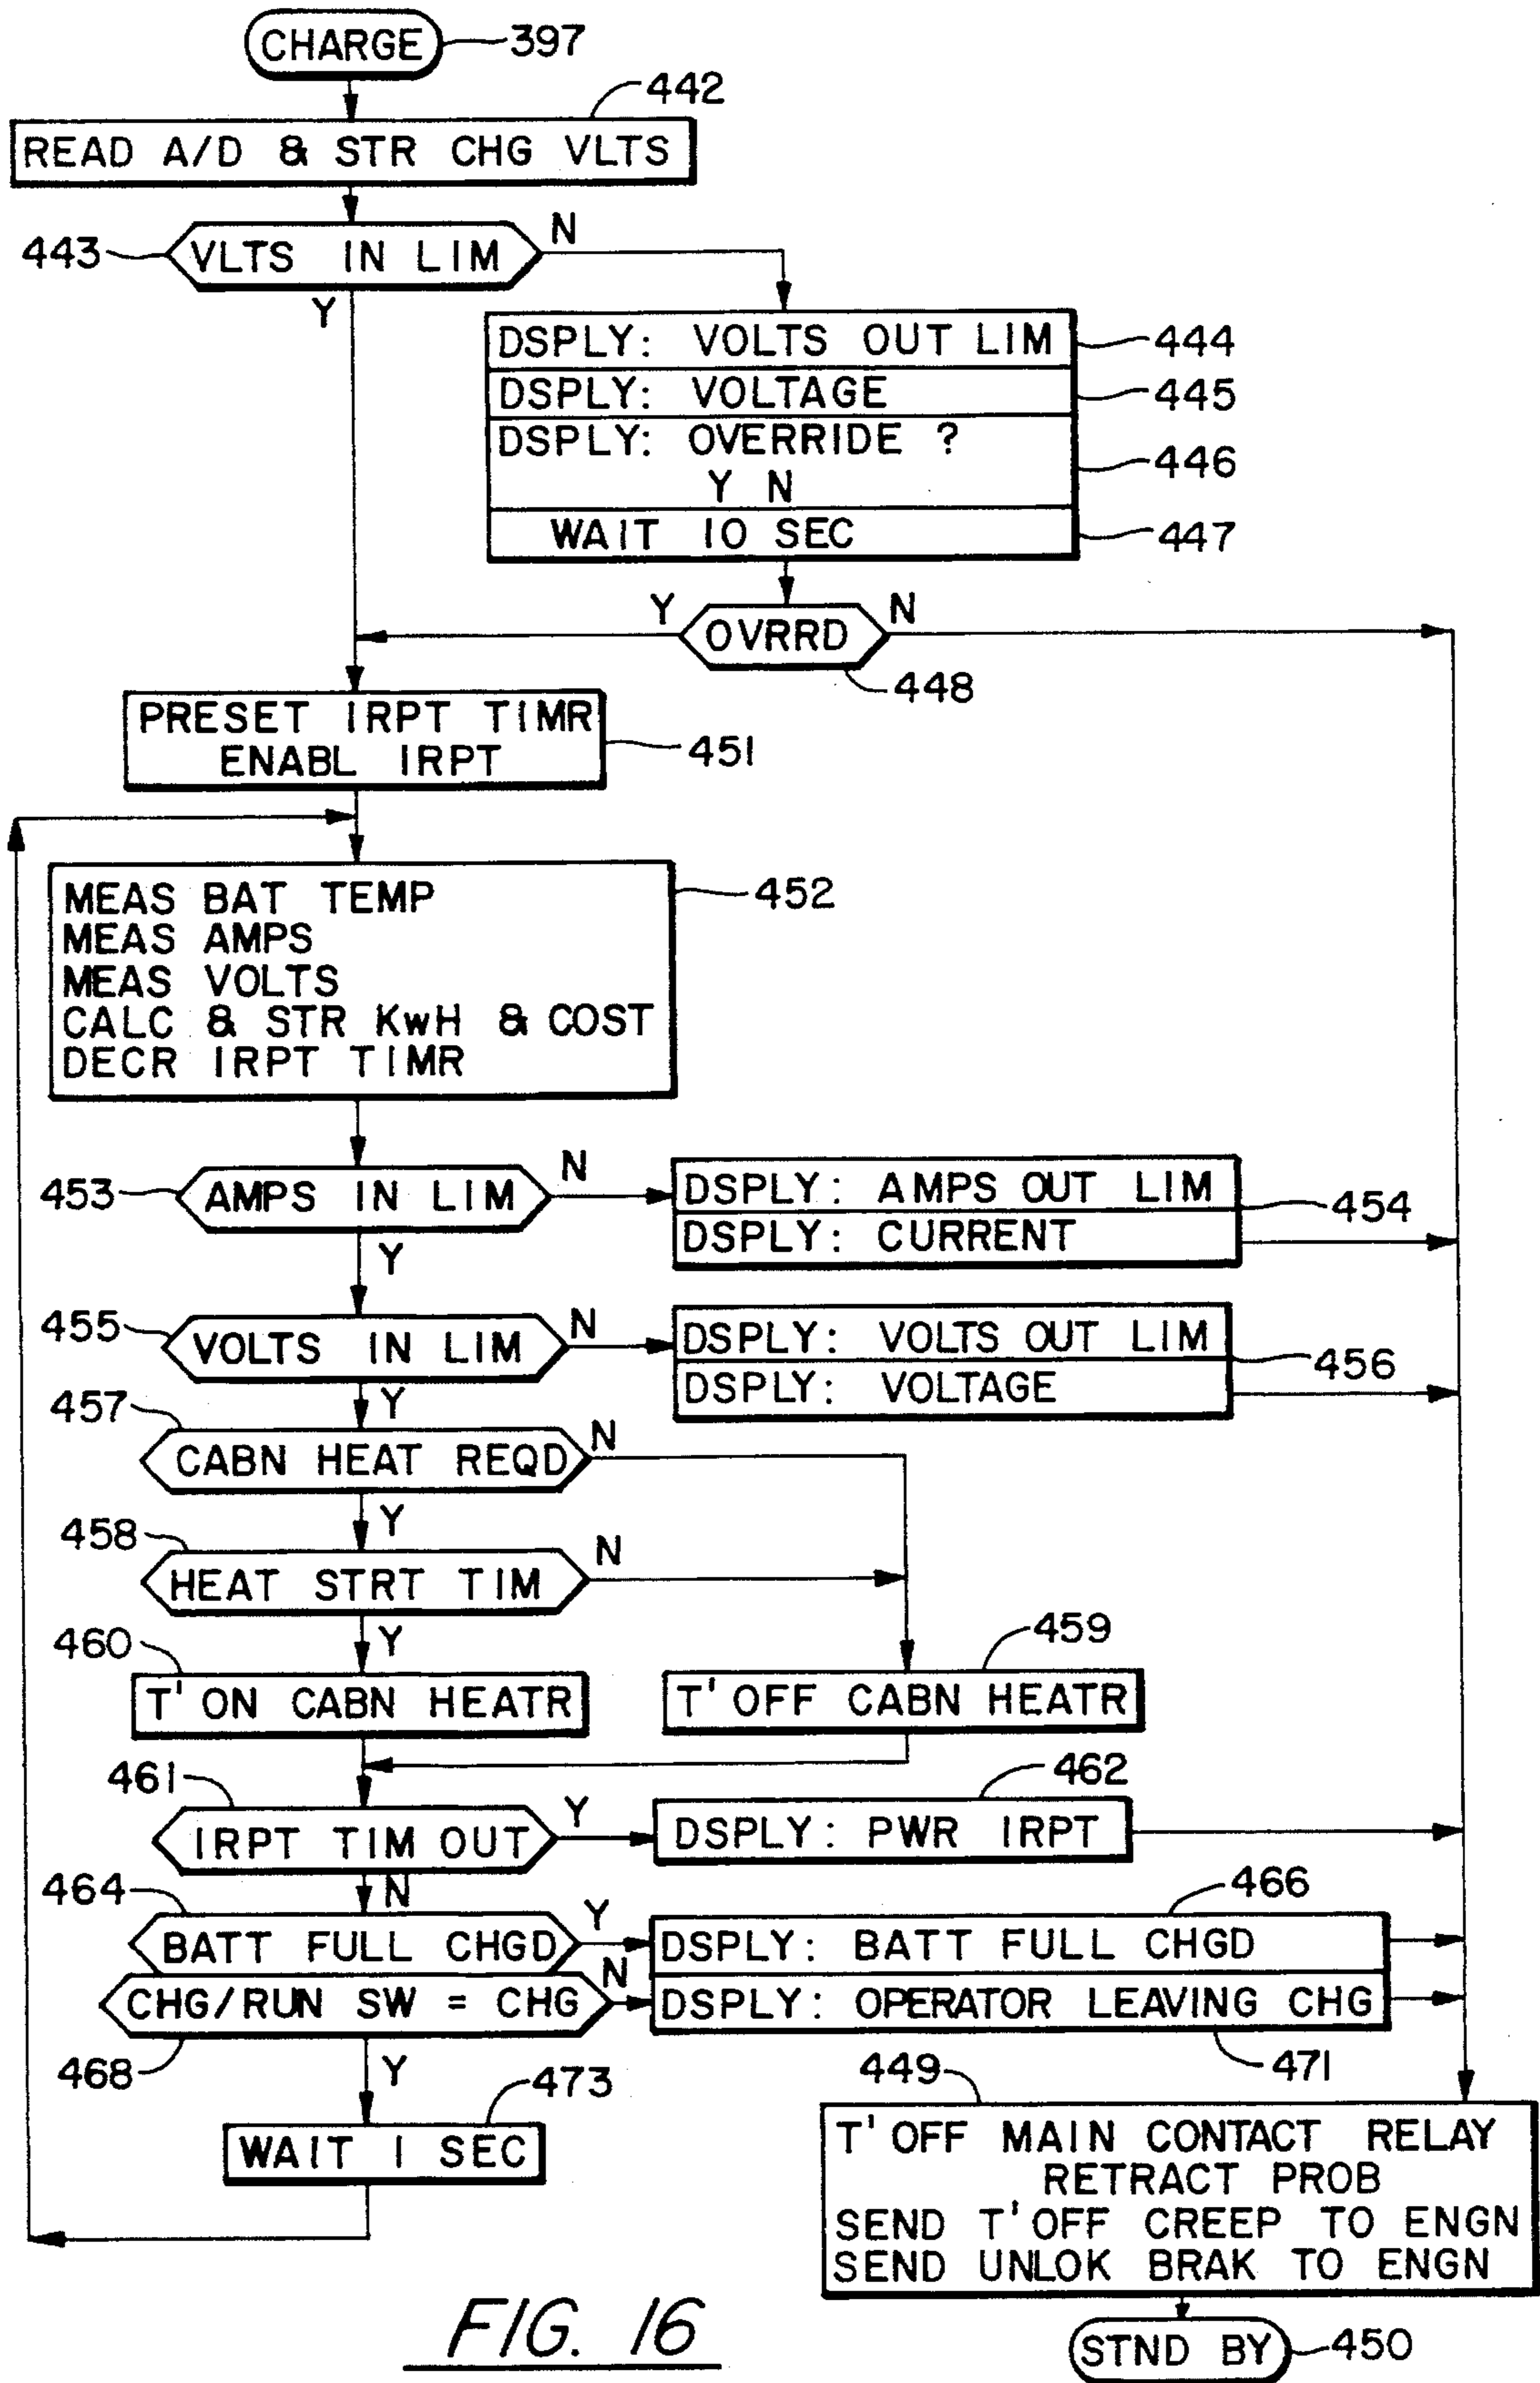 CHARGE 397
442
READ A/D & STR CHG VLTS
443 VLTS IN LIM N
Y
DSPLY: VOLTS OUT LIM 444
DSPLY: VOLTAGE 445
DSPLY: OVERRIDE ?
Y N 446
WAIT 10 SEC 447
Y OVRRD N
448
PRESET IRPT TIMR
ENABL IRPT 451
MEAS BAT TEMP 452
MEAS AMPS
MEAS VOLTS
CALC & STR KwH & COST
DECR IRPT TIMR
453 AMPS IN LIM N DSPLY: AMPS OUT LIM
DSPLY: CURRENT 454
Y
455 VOLTS IN LIM N DSPLY: VOLTS OUT LIM
DSPLY: VOLTAGE 456
Y
457 CABN HEAT REQD N
Y
458 HEAT STRT TIM N
Y
460 T'ON CABN HEATR
459 T'OFF CABN HEATR
461 IRPT TIM OUT Y
462 DSPLY: PWR IRPT
N
464 BATT FULL CHGD Y
466 DSPLY: BATT FULL CHGD
CHG/RUN SW = CHG N DSPLY: OPERATOR LEAVING CHG
468 Y 471
473
WAIT 1 SEC
449
T'OFF MAIN CONTACT RELAY
RETRACT PROB
SEND T'OFF CREEP TO ENGN
SEND UNLOK BRAK TO ENGN
STND BY 450
FIG. 16